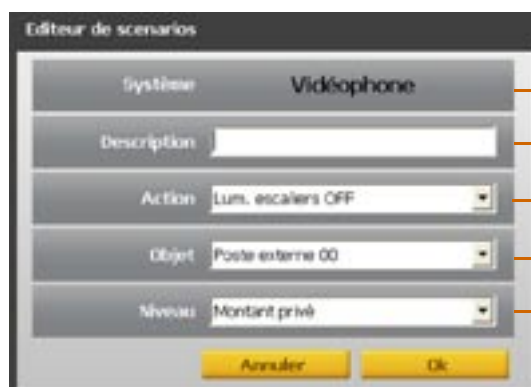 Editeur de scenarios
Système Vidéophone
Description
Action Lum. escaliers OFF
Objet Poste externe 00
Niveau Montant privé
Annuler Ok